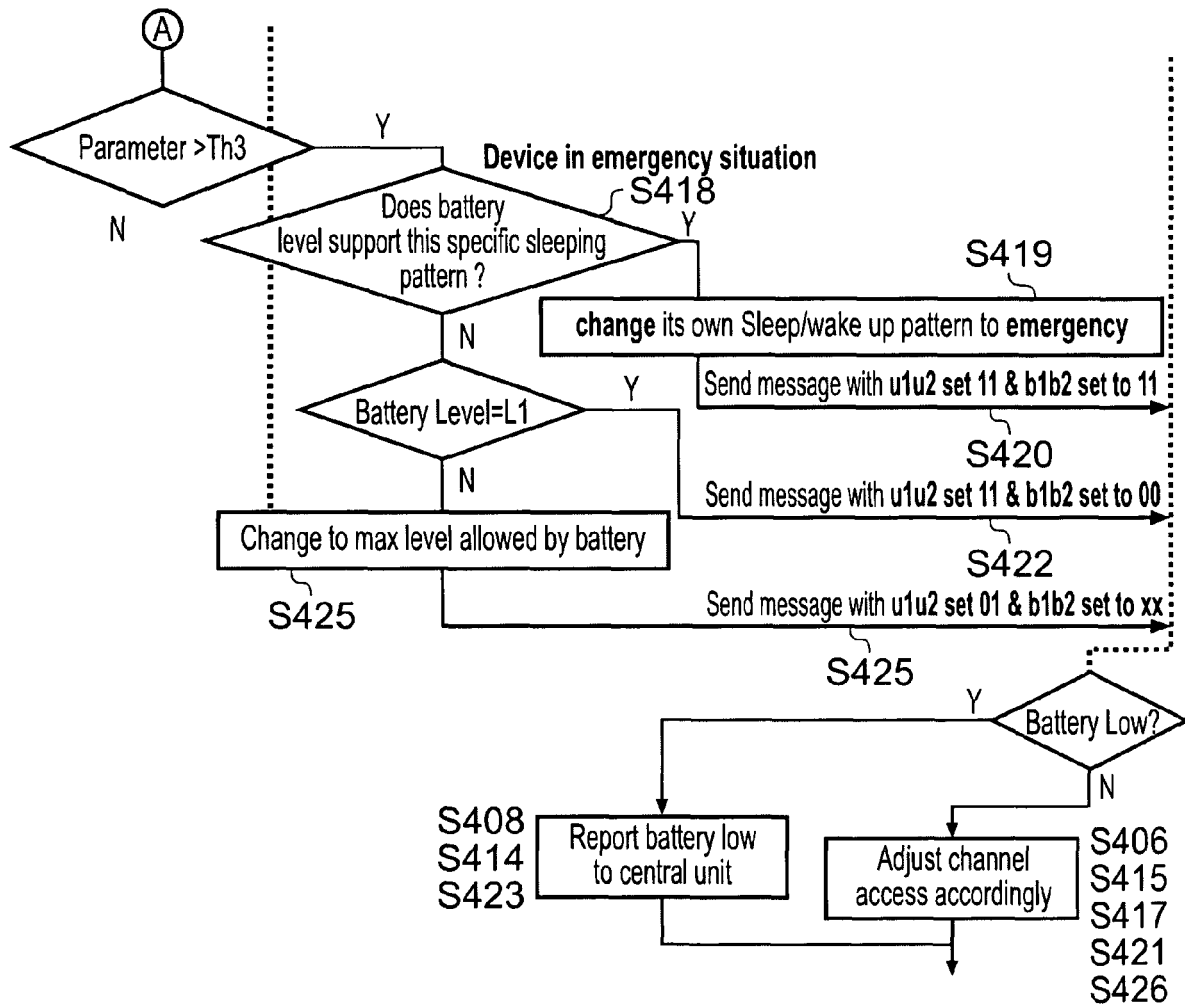 A
Parameter >Th3
Y
N
Device in emergency situation
S418
Does battery
level support this specific sleeping
pattern ?
Y
N
S419
change its own Sleep/wake up pattern to emergency
Send message with u1u2 set 11 & b1b2 set to 11
S420
Battery Level=L1
Y
N
Send message with u1u2 set 11 & b1b2 set to 00
S422
Change to max level allowed by battery
S425
Send message with u1u2 set 01 & b1b2 set to xx
S425
Battery Low?
Y
N
S408
S414
S423
Report battery low
to central unit
Adjust channel
access accordingly
S406
S415
S417
S421
S426